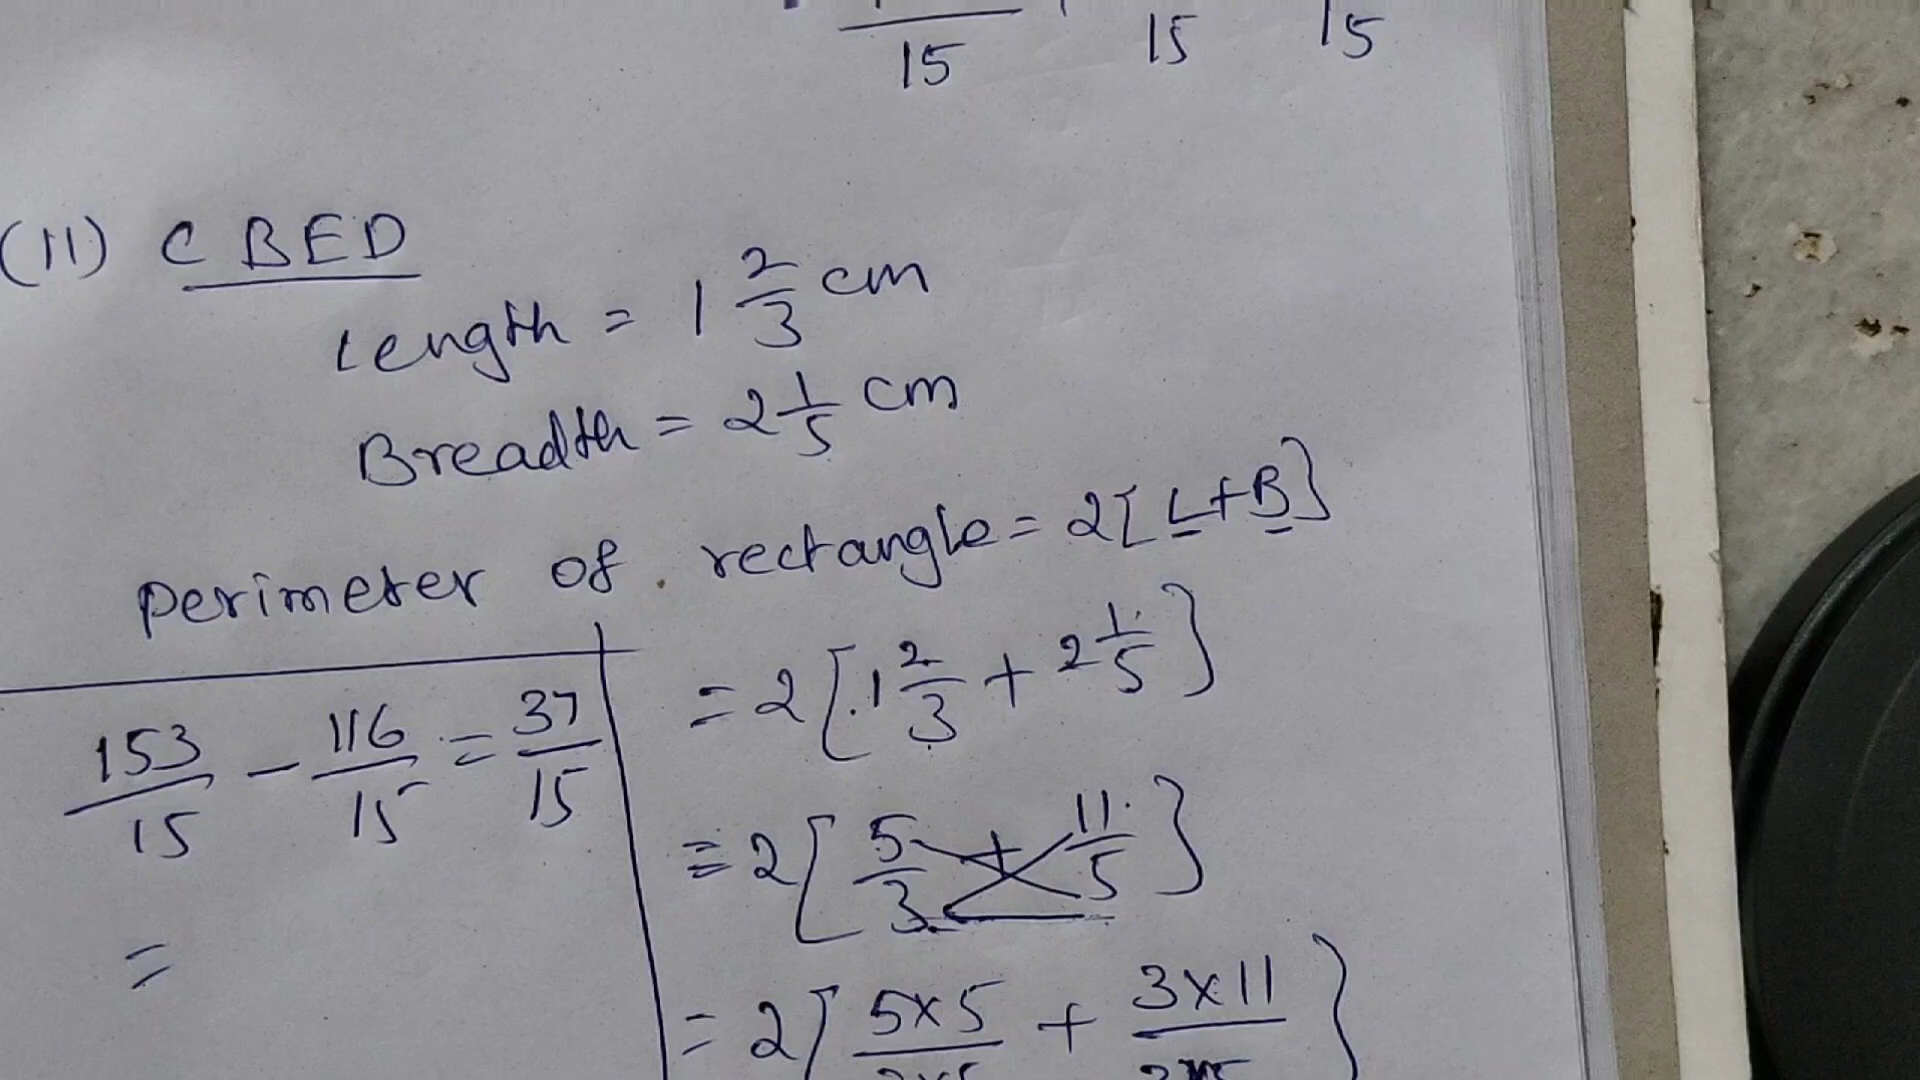 15 15 15
(II) CBED
Length = 1 2/3 cm
Breadth = 2 1/5 cm
Perimeter of rectangle = 2[L+B]
= 2[1 2/3 + 2 1/5]
153/15 - 116/15 = 37/15
= 2[5/3 + 11/5]
=
= 2[5×5 + 3×11]